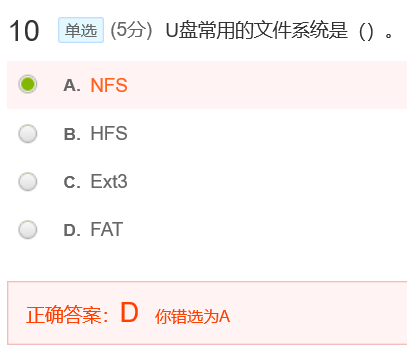 10 单选 (5分) U盘常用的文件系统是（）。
A. NFS
B. HFS
C. Ext3
D. FAT
正确答案：D 你错选为A